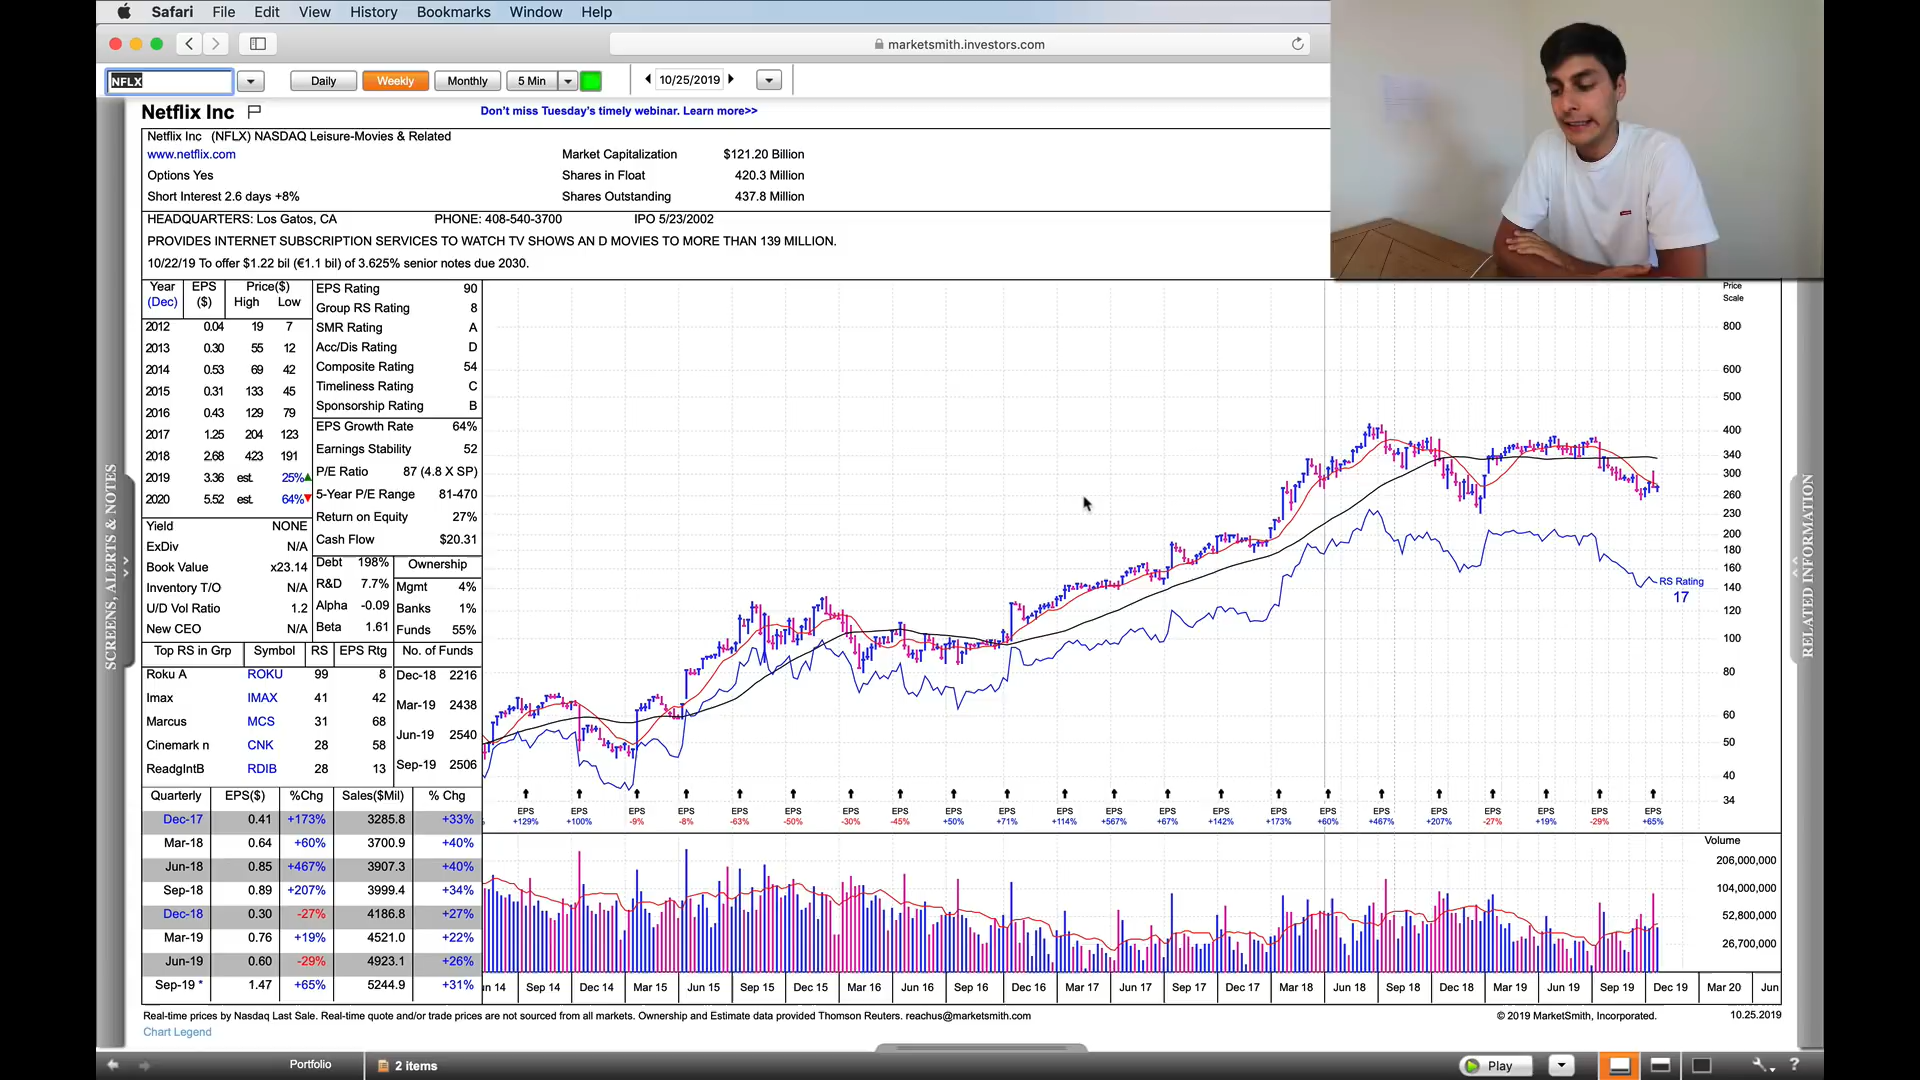 Safari File Edit View History Bookmarks Window Help
marketsmith.investors.com
NFLX Daily Weekly Monthly 5 Min 10/25/2019
Netflix Inc
Don't miss Tuesday's timely webinar. Learn more>>
Netflix Inc (NFLX) NASDAQ Leisure-Movies & Related
www.netflix.com Market Capitalization $121.20 Billion
Options Yes Shares in Float 420.3 Million
Short Interest 2.6 days +8% Shares Outstanding 437.8 Million
HEADQUARTERS: Los Gatos, CA PHONE: 408-540-3700 IPO 5/23/2002
PROVIDES INTERNET SUBSCRIPTION SERVICES TO WATCH TV SHOWS AN D MOVIES TO MORE THAN 139 MILLION.
10/22/19 To offer $1.22 bil (€1.1 bil) of 3.625% senior notes due 2030.
Year EPS Price($)
(Dec) ($) High Low
2012 0.04 19 7
2013 0.30 55 12
2014 0.53 69 42
2015 0.31 133 45
2016 0.43 129 79
2017 1.25 204 123
2018 2.68 423 191
2019 3.36 est. 25%
2020 5.52 est. 64%
Yield NONE
ExDiv N/A
Book Value x23.14
Inventory T/O N/A
U/D Vol Ratio 1.2
New CEO N/A
EPS Rating 90
Group RS Rating 8
SMR Rating A
Acc/Dis Rating D
Composite Rating 54
Timeliness Rating C
Sponsorship Rating B
EPS Growth Rate 64%
Earnings Stability 52
P/E Ratio 87 (4.8 X SP)
5-Year P/E Range 81-470
Return on Equity 27%
Cash Flow $20.31
Debt 198%
R&D 7.7%
Alpha -0.09
Beta 1.61
Ownership
Mgmt 4%
Banks 1%
Funds 55%
Top RS in Grp Symbol RS EPS Rtg
Roku A ROKU 99 8
Imax IMAX 41 42
Marcus MCS 31 68
Cinemark n CNK 28 58
ReadgIntB RDIB 28 13
No. of Funds
Dec-18 2216
Mar-19 2438
Jun-19 2540
Sep-19 2506
Quarterly EPS($) %Chg Sales($Mil) % Chg
Dec-17 0.41 +173% 3285.8 +33%
Mar-18 0.64 +60% 3700.9 +40%
Jun-18 0.85 +467% 3907.3 +40%
Sep-18 0.89 +207% 3999.4 +34%
Dec-18 0.30 -27% 4186.8 +27%
Mar-19 0.76 +19% 4521.0 +22%
Jun-19 0.60 -29% 4923.1 +26%
Sep-19 * 1.47 +65% 5244.9 +31%
Price
Scale
800
600
500
400
340
300
260
230
200
180
160
140
120
100
80
60
50
40
34
RS Rating
17
EPS EPS EPS EPS EPS EPS EPS EPS EPS EPS EPS EPS EPS EPS EPS EPS EPS EPS EPS EPS EPS EPS
+129% +100% -9% -8% -63% -50% -30% -45% +50% +71% +114% +567% +67% +142% +173% +60% +467% +207% -27% +19% -29% +65%
Volume
206,000,000
104,000,000
52,800,000
26,700,000
un 14 Sep 14 Dec 14 Mar 15 Jun 15 Sep 15 Dec 15 Mar 16 Jun 16 Sep 16 Dec 16 Mar 17 Jun 17 Sep 17 Dec 17 Mar 18 Jun 18 Sep 18 Dec 18 Mar 19 Jun 19 Sep 19 Dec 19 Mar 20 Jun
Real-time prices by Nasdaq Last Sale. Real-time quote and/or trade prices are not sourced from all markets. Ownership and Estimate data provided Thomson Reuters. reachus@marketsmith.com © 2019 MarketSmith, Incorporated. 10.25.2019
Chart Legend
SCREENS, ALERTS & NOTES
RELATED INFORMATION
Portfolio 2 items Play ?